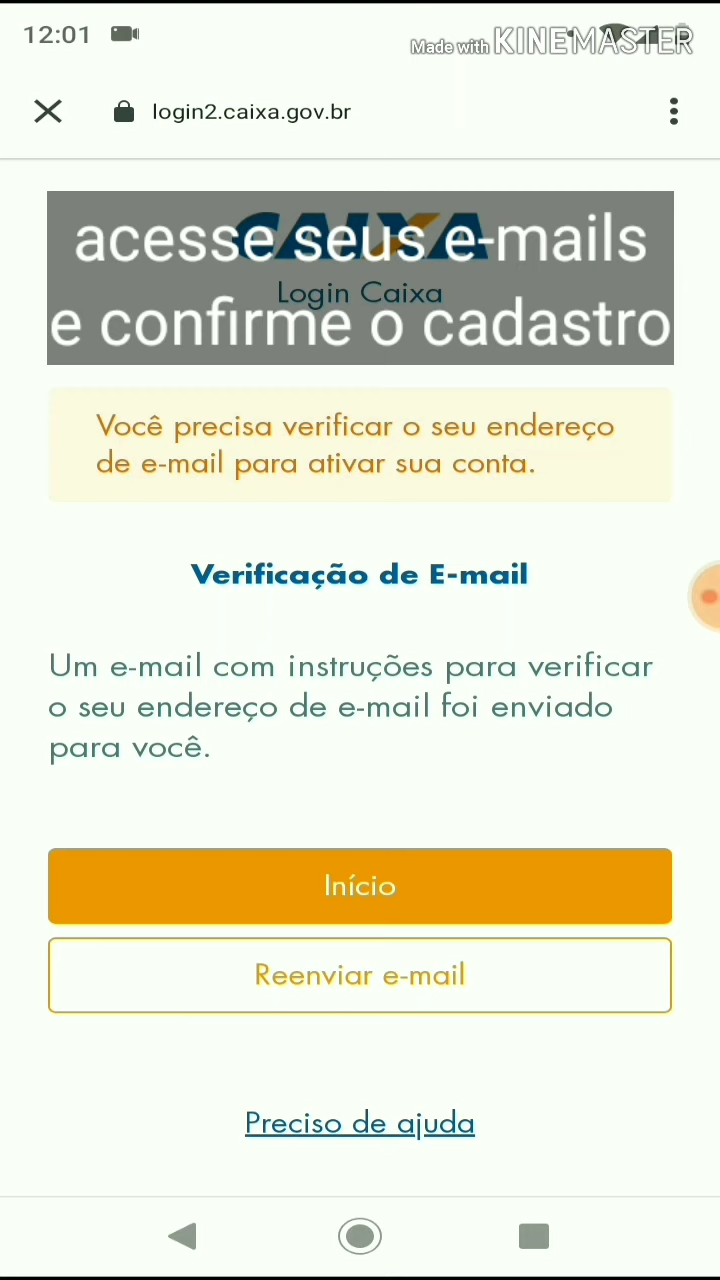 12:01
Made with KINEMASTER
login2.caixa.gov.br
CAIXA
acesse seus e-mails
Login Caixa
e confirme o cadastro
Você precisa verificar o seu endereço
de e-mail para ativar sua conta.
Verificação de E-mail
Um e-mail com instruções para verificar
o seu endereço de e-mail foi enviado
para você.
Início
Reenviar e-mail
Preciso de ajuda